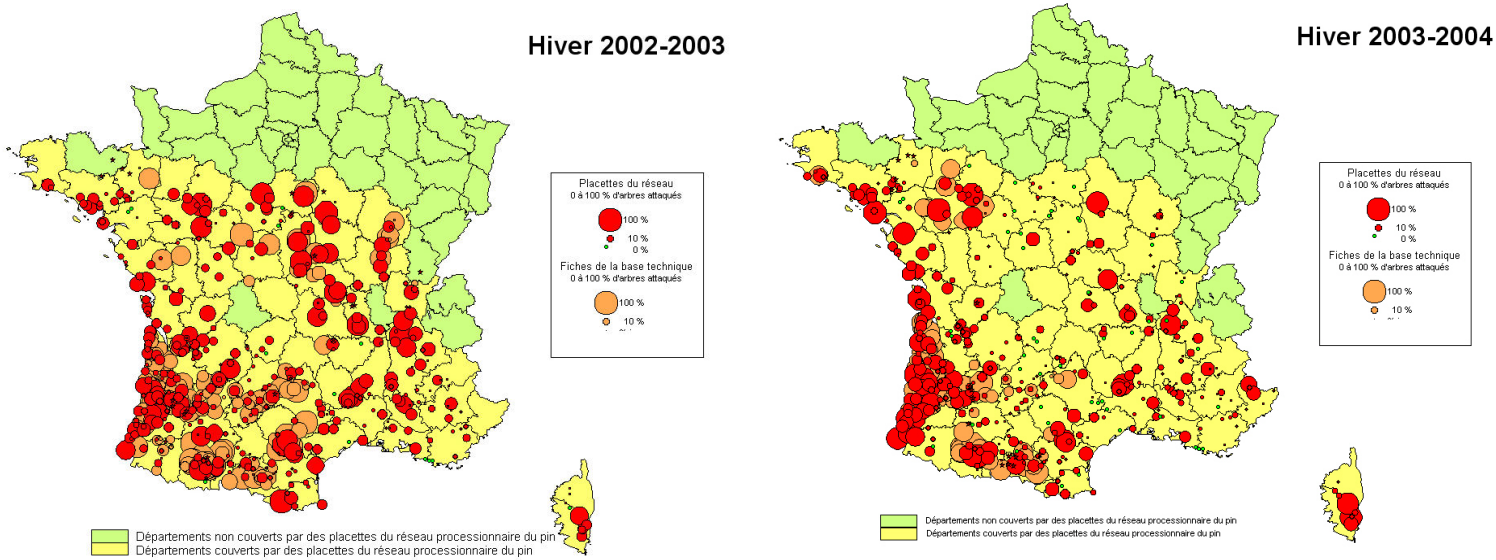 Hiver 2002-2003
Placettes du réseau
0 à 100 % d'arbres attaqués
100 %
10 %
0 %
Fiches de la base technique
0 à 100 % d'arbres attaqués
100 %
10 %
Départements non couverts par des placettes du réseau processionnaire du pin
Départements couverts par des placettes du réseau processionnaire du pin
Hiver 2003-2004
Placettes du réseau
0 à 100 % d'arbres attaqués
100 %
10 %
0 %
Fiches de la base technique
0 à 100 % d'arbres attaqués
100 %
10 %
Départements non couverts par des placettes du réseau processionnaire du pin
Départements couverts par des placettes du réseau processionnaire du pin